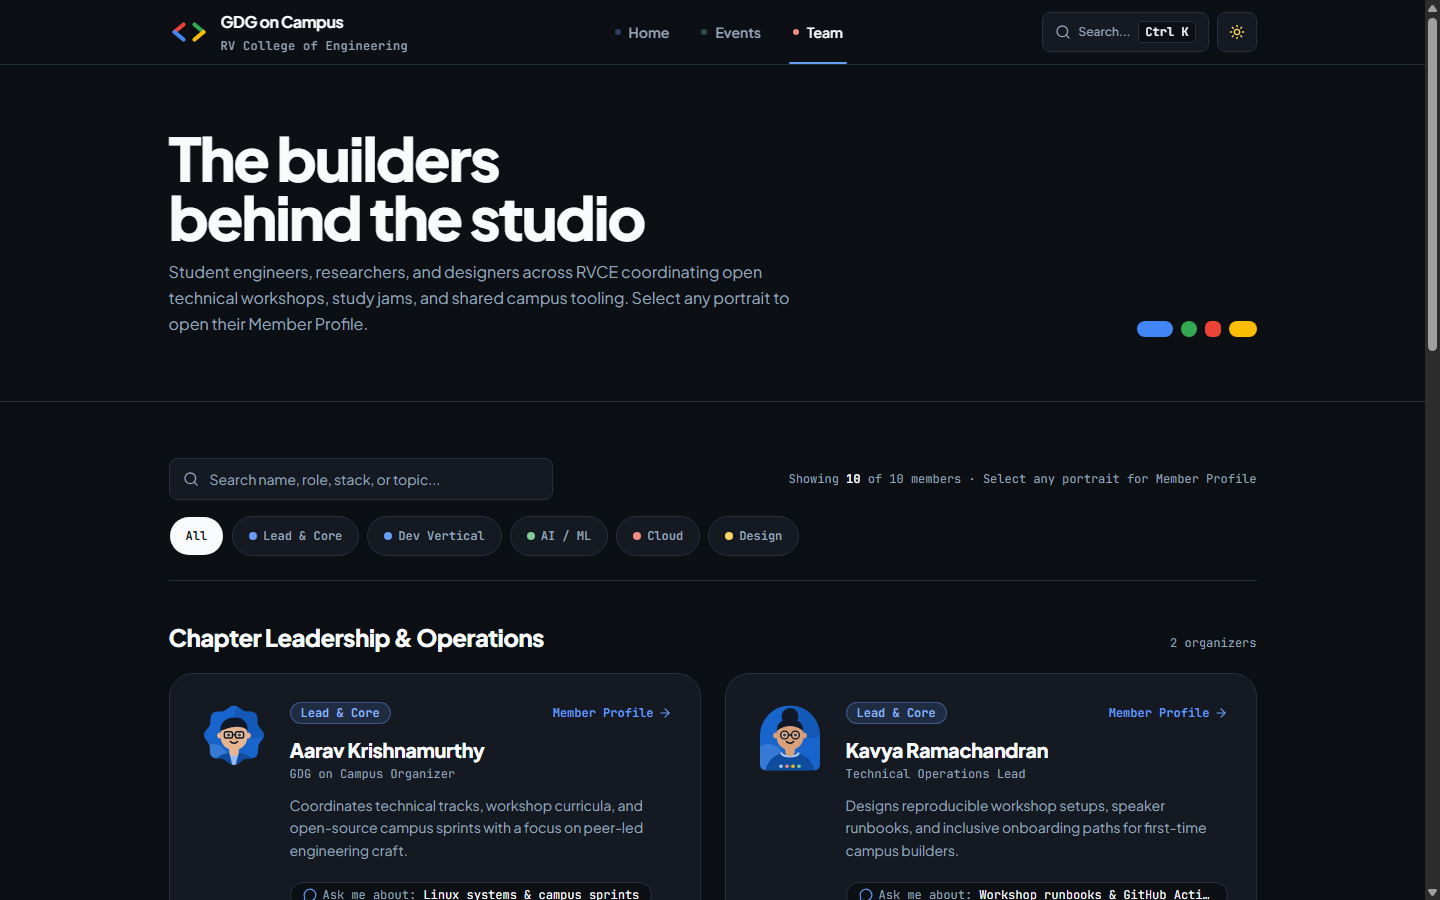 GDG on Campus
RV College of Engineering
Home
Events
Team
Search...
Ctrl K
The builders
behind the studio
Student engineers, researchers, and designers across RVCE coordinating open
technical workshops, study jams, and shared campus tooling. Select any portrait to
open their Member Profile.
Search name, role, stack, or topic...
Showing 10 of 10 members · Select any portrait for Member Profile
All
Lead & Core
Dev Vertical
AI / ML
Cloud
Design
Chapter Leadership & Operations
2 organizers
Lead & Core
Member Profile →
Aarav Krishnamurthy
GDG on Campus Organizer
Coordinates technical tracks, workshop curricula, and
open-source campus sprints with a focus on peer-led
engineering craft.
Ask me about: Linux systems & campus sprints
Lead & Core
Member Profile →
Kavya Ramachandran
Technical Operations Lead
Designs reproducible workshop setups, speaker
runbooks, and inclusive onboarding paths for first-time
campus builders.
Ask me about: Workshop runbooks & GitHub Acti…